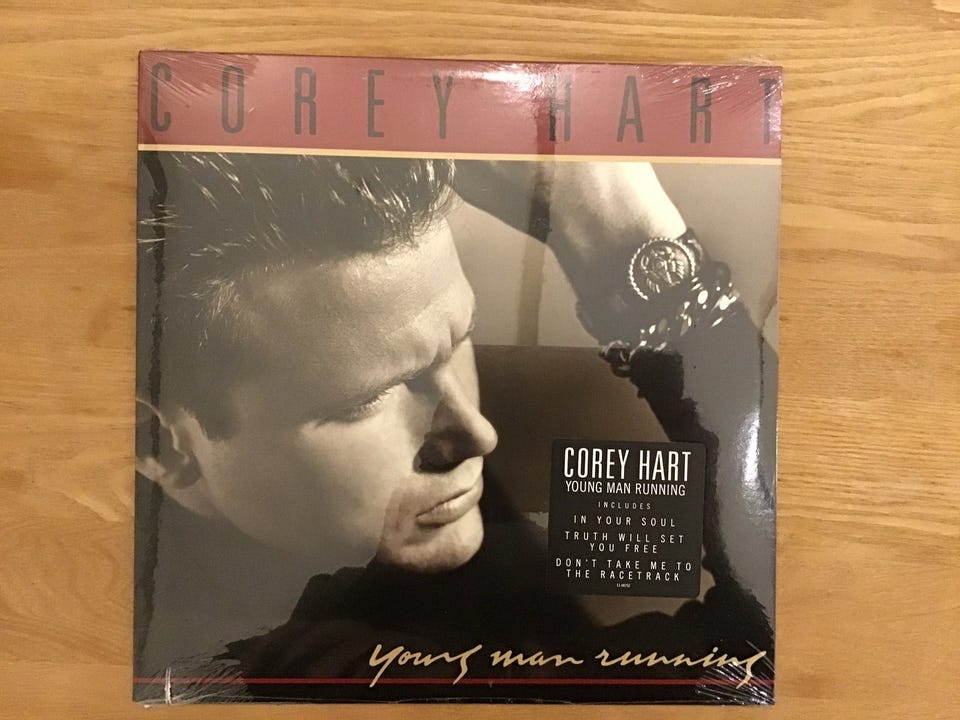 COREY HART
COREY HART
YOUNG MAN RUNNING
INCLUDES
IN YOUR SOUL
TRUTH WILL SET
YOU FREE
DON'T TAKE ME TO
THE RACETRACK
young man running